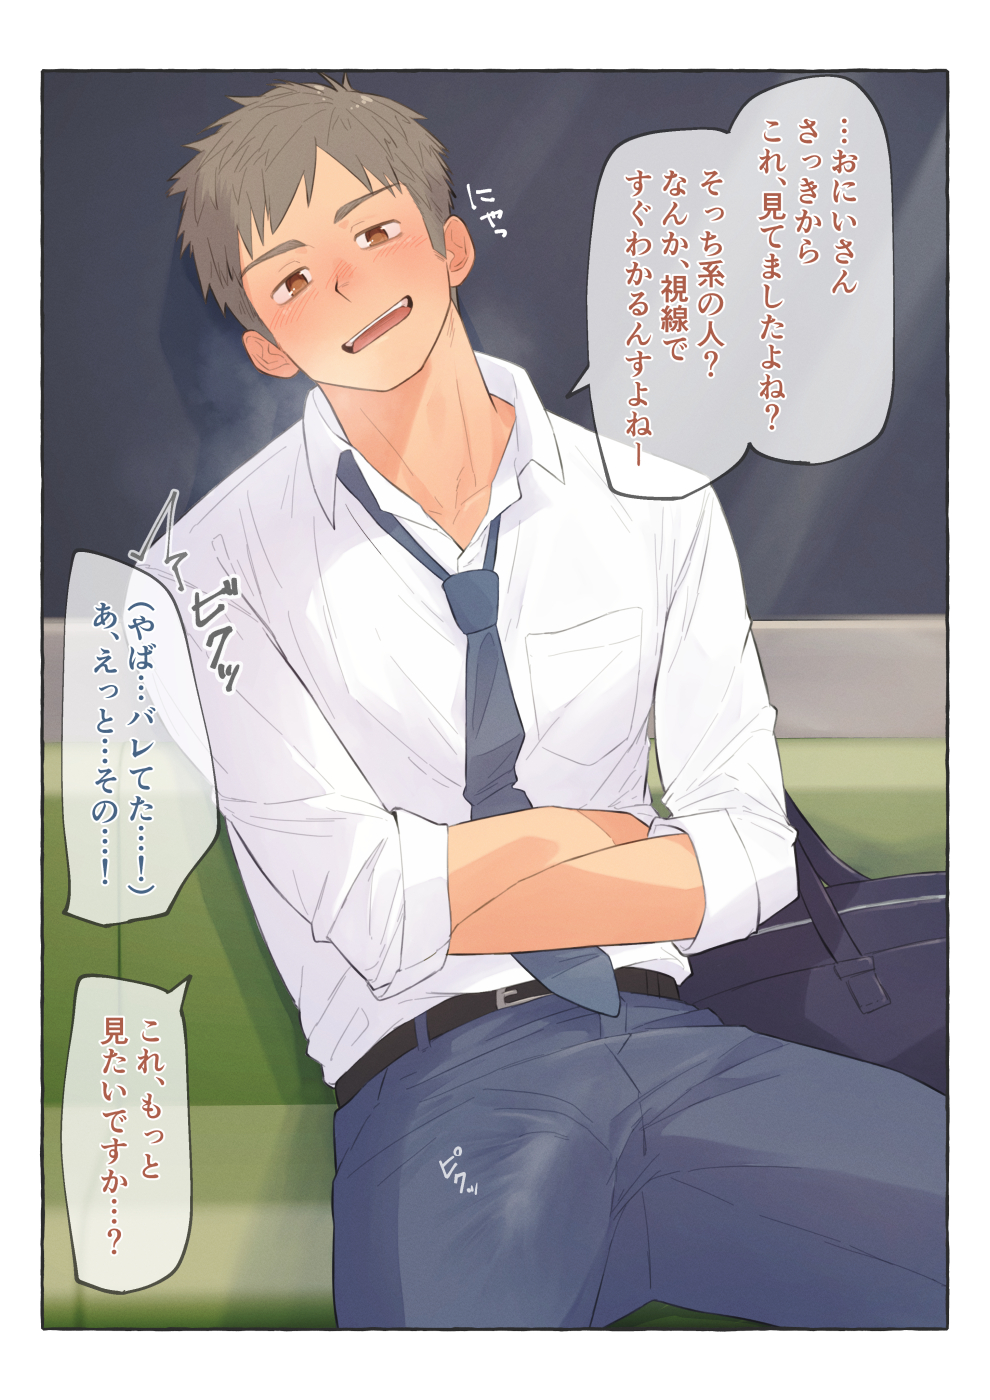 …おにいさん
さっきから
これ、見てましたよね？
そっち系の人？
なんか、視線で
すぐわかるんすよねー
にやっ
ビクッ
(やば…バレてた…！)
あ、えっと…その…！
ピクッ
これ、もっと
見たいですか…？